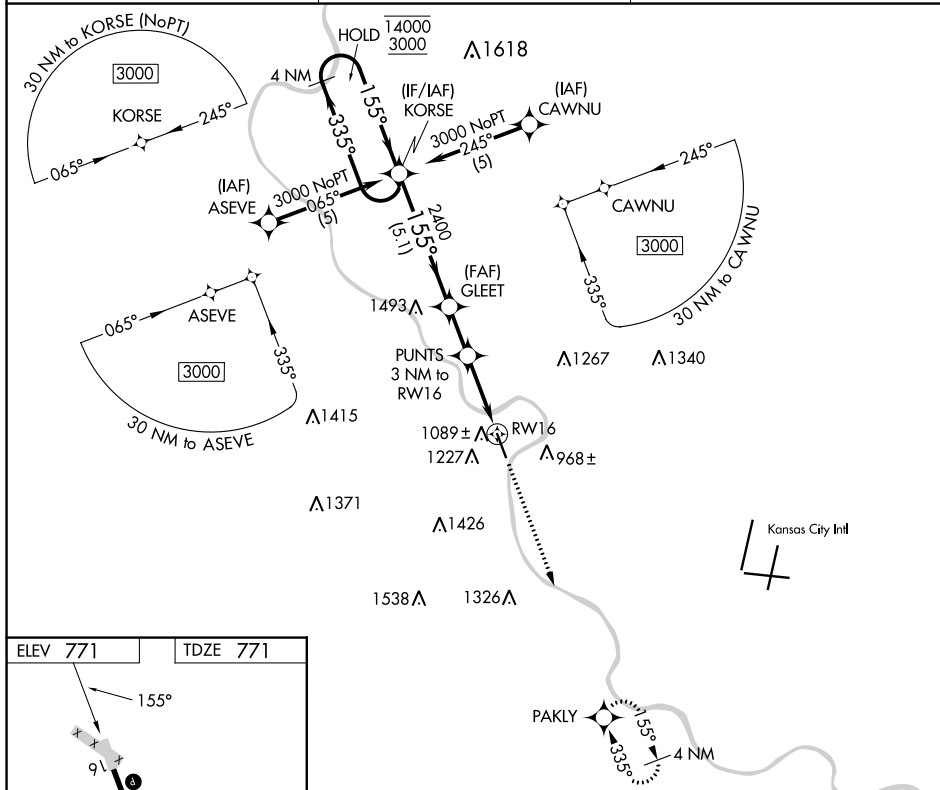 30 NM to KORSE (NoPT)
3000
KORSE
065°
245°
HOLD
14000
3000
1618
4 NM
155°
335°
(IF/IAF)
KORSE
(IAF)
CAWNU
3000 NoPT
245°
(5)
(IAF)
ASEVE
3000 NoPT
065°
(5)
2400
155°
(5.1)
245°
CAWNU
3000
335°
30 NM to CAWNU
(FAF)
GLEET
1493
065°
ASEVE
3000
335°
30 NM to ASEVE
PUNTS
3 NM to
RW16
1267
1340
1415
1089±
RW16
1227
968±
1371
1426
Kansas City Intl
1538
1326
ELEV 771
TDZE 771
155°
16
P
PAKLY
155°
335°
4 NM